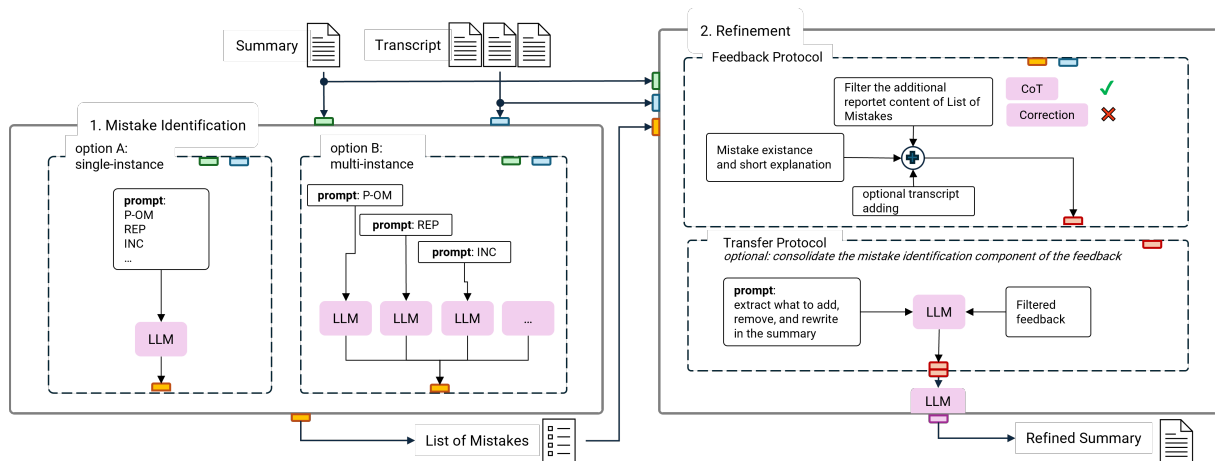 Summary
Transcript
1. Mistake Identification
option A:
single-instance
prompt:
P-OM
REP
INC
...
LLM
option B:
multi-instance
prompt: P-OM
prompt: REP
prompt: INC
LLM
LLM
LLM
...
List of Mistakes
2. Refinement
Feedback Protocol
Filter the additional
reportet content of List of
Mistakes
CoT
Correction
Mistake existance
and short explanation
optional transcript
adding
Transfer Protocol
optional: consolidate the mistake identification component of the feedback
prompt:
extract what to add,
remove, and rewrite
in the summary
LLM
Filtered
feedback
LLM
Refined Summary